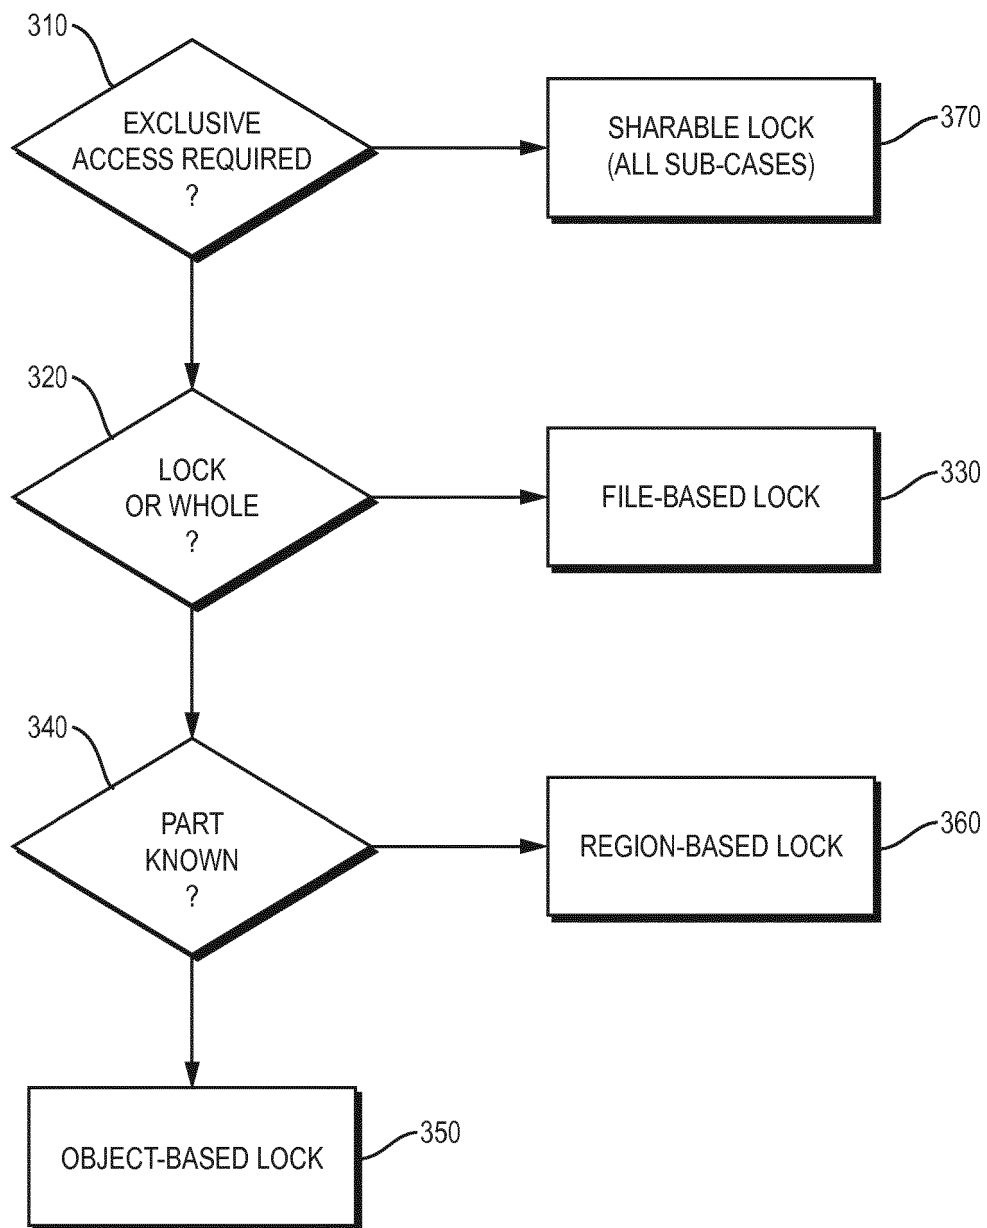 310
EXCLUSIVE
ACCESS REQUIRED
?
SHARABLE LOCK
(ALL SUB-CASES)
370
320
LOCK
OR WHOLE
?
FILE-BASED LOCK
330
340
PART
KNOWN
?
REGION-BASED LOCK
360
OBJECT-BASED LOCK
350